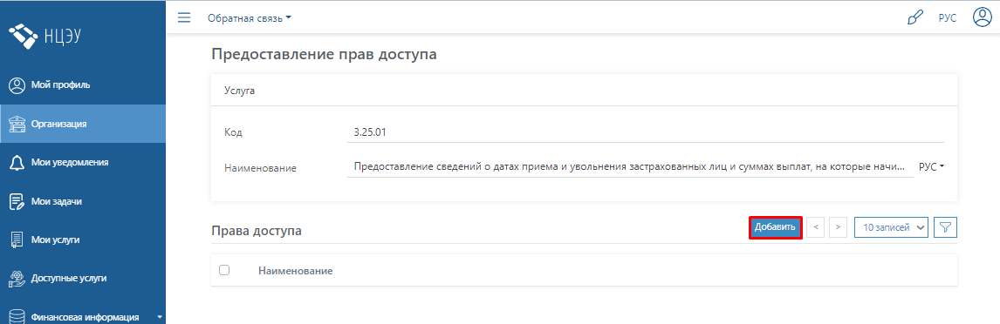 НЦЭУ
Обратная связь
РУС
Мой профиль
Организация
Мои уведомления
Мои задачи
Мои услуги
Доступные услуги
Финансовая информация
Предоставление прав доступа
Услуга
Код 3.25.01
Наименование Предоставление сведений о датах приема и увольнения застрахованных лиц и суммах выплат, на которые начи... РУС
Права доступа Добавить < > 10 записей
Наименование